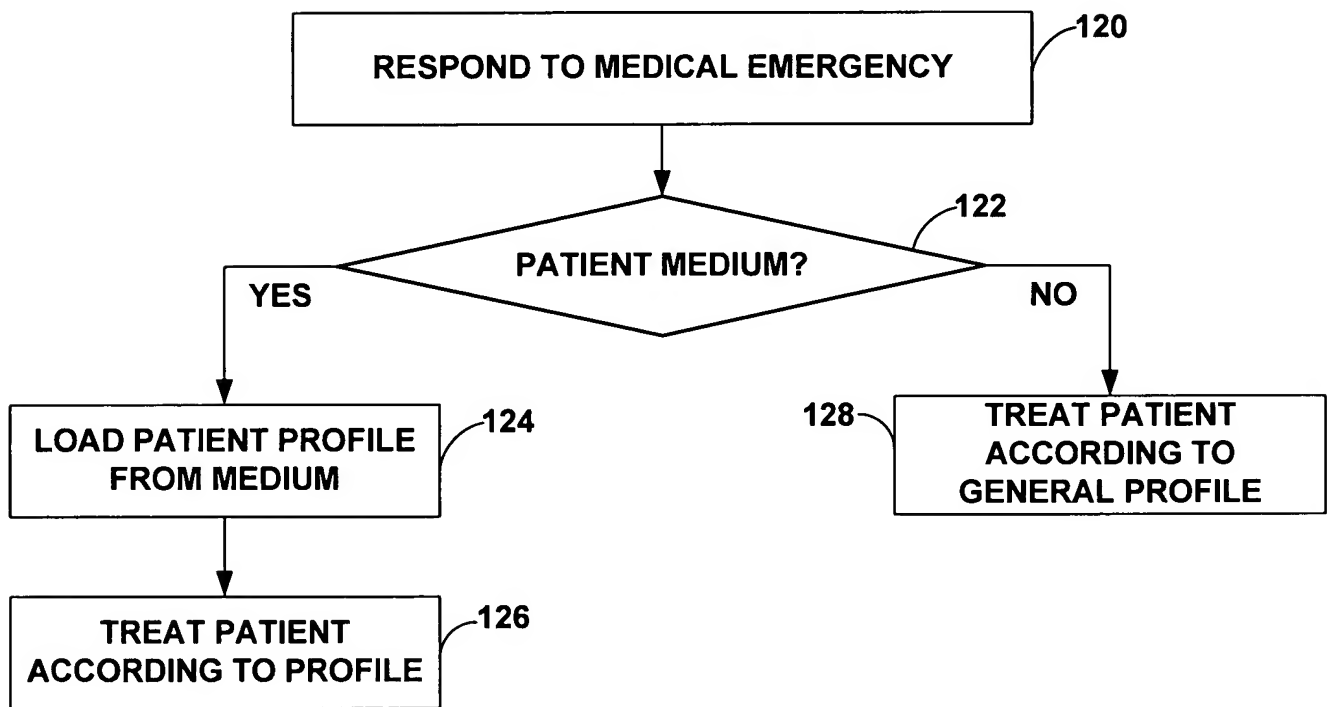 120
RESPOND TO MEDICAL EMERGENCY
122
PATIENT MEDIUM?
YES
NO
124
LOAD PATIENT PROFILE
FROM MEDIUM
128
TREAT PATIENT
ACCORDING TO
GENERAL PROFILE
126
TREAT PATIENT
ACCORDING TO PROFILE